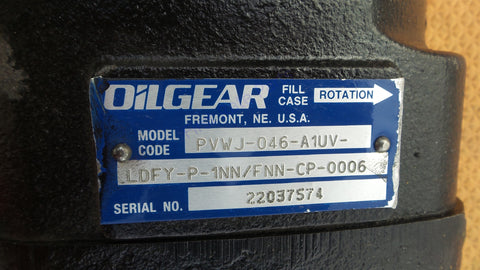 OILGEAR
FILL CASE
ROTATION
FREMONT, NE. U.S.A.
MODEL CODE
PVWJ-046-A1UV-
LDFY-P-1NN/FNN-CP-0006
SERIAL NO. 22037574